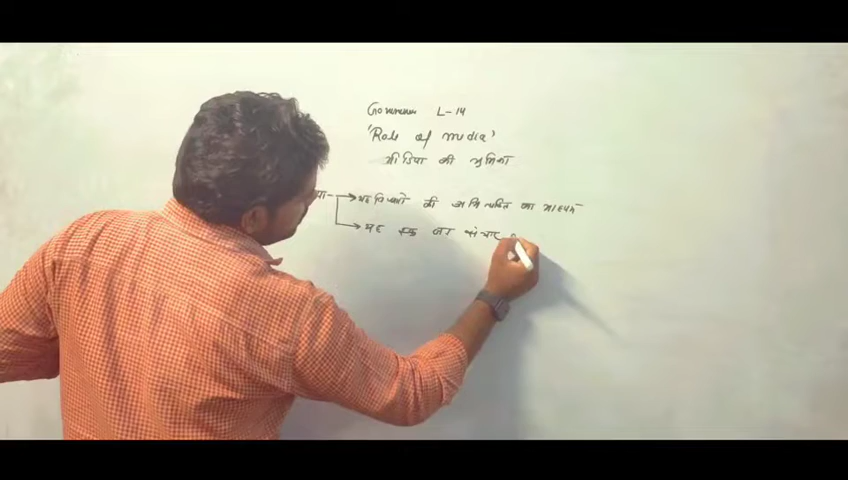 L-14
'Role of media'
मीडिया की भूमिका
यह विचारो की अभिव्यक्ति का माध्यम
यह एक जन संचार